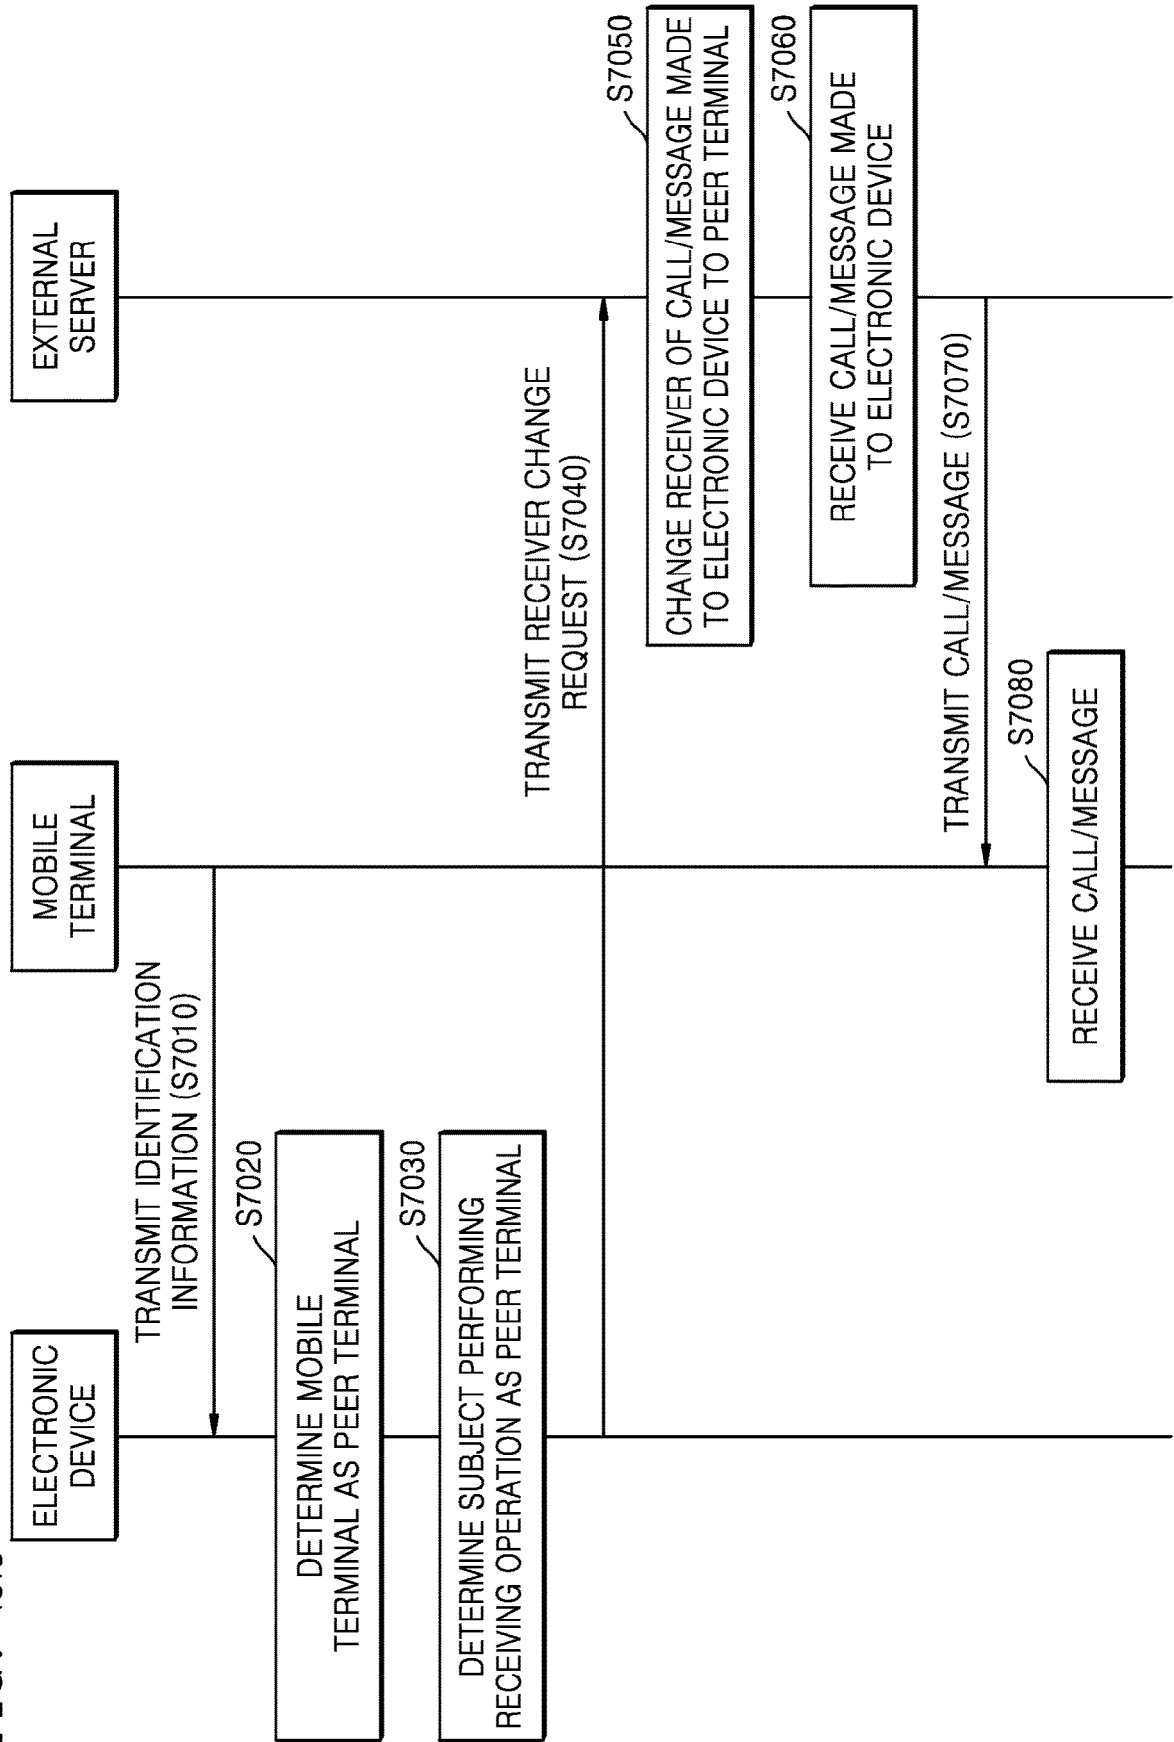 ELECTRONIC
DEVICE
MOBILE
TERMINAL
EXTERNAL
SERVER
TRANSMIT IDENTIFICATION
INFORMATION (S7010)
S7020
DETERMINE MOBILE
TERMINAL AS PEER TERMINAL
S7030
DETERMINE SUBJECT PERFORMING
RECEIVING OPERATION AS PEER TERMINAL
TRANSMIT RECEIVER CHANGE
REQUEST (S7040)
S7050
CHANGE RECEIVER OF CALL/MESSAGE MADE
TO ELECTRONIC DEVICE TO PEER TERMINAL
S7060
RECEIVE CALL/MESSAGE MADE
TO ELECTRONIC DEVICE
TRANSMIT CALL/MESSAGE (S7070)
S7080
RECEIVE CALL/MESSAGE